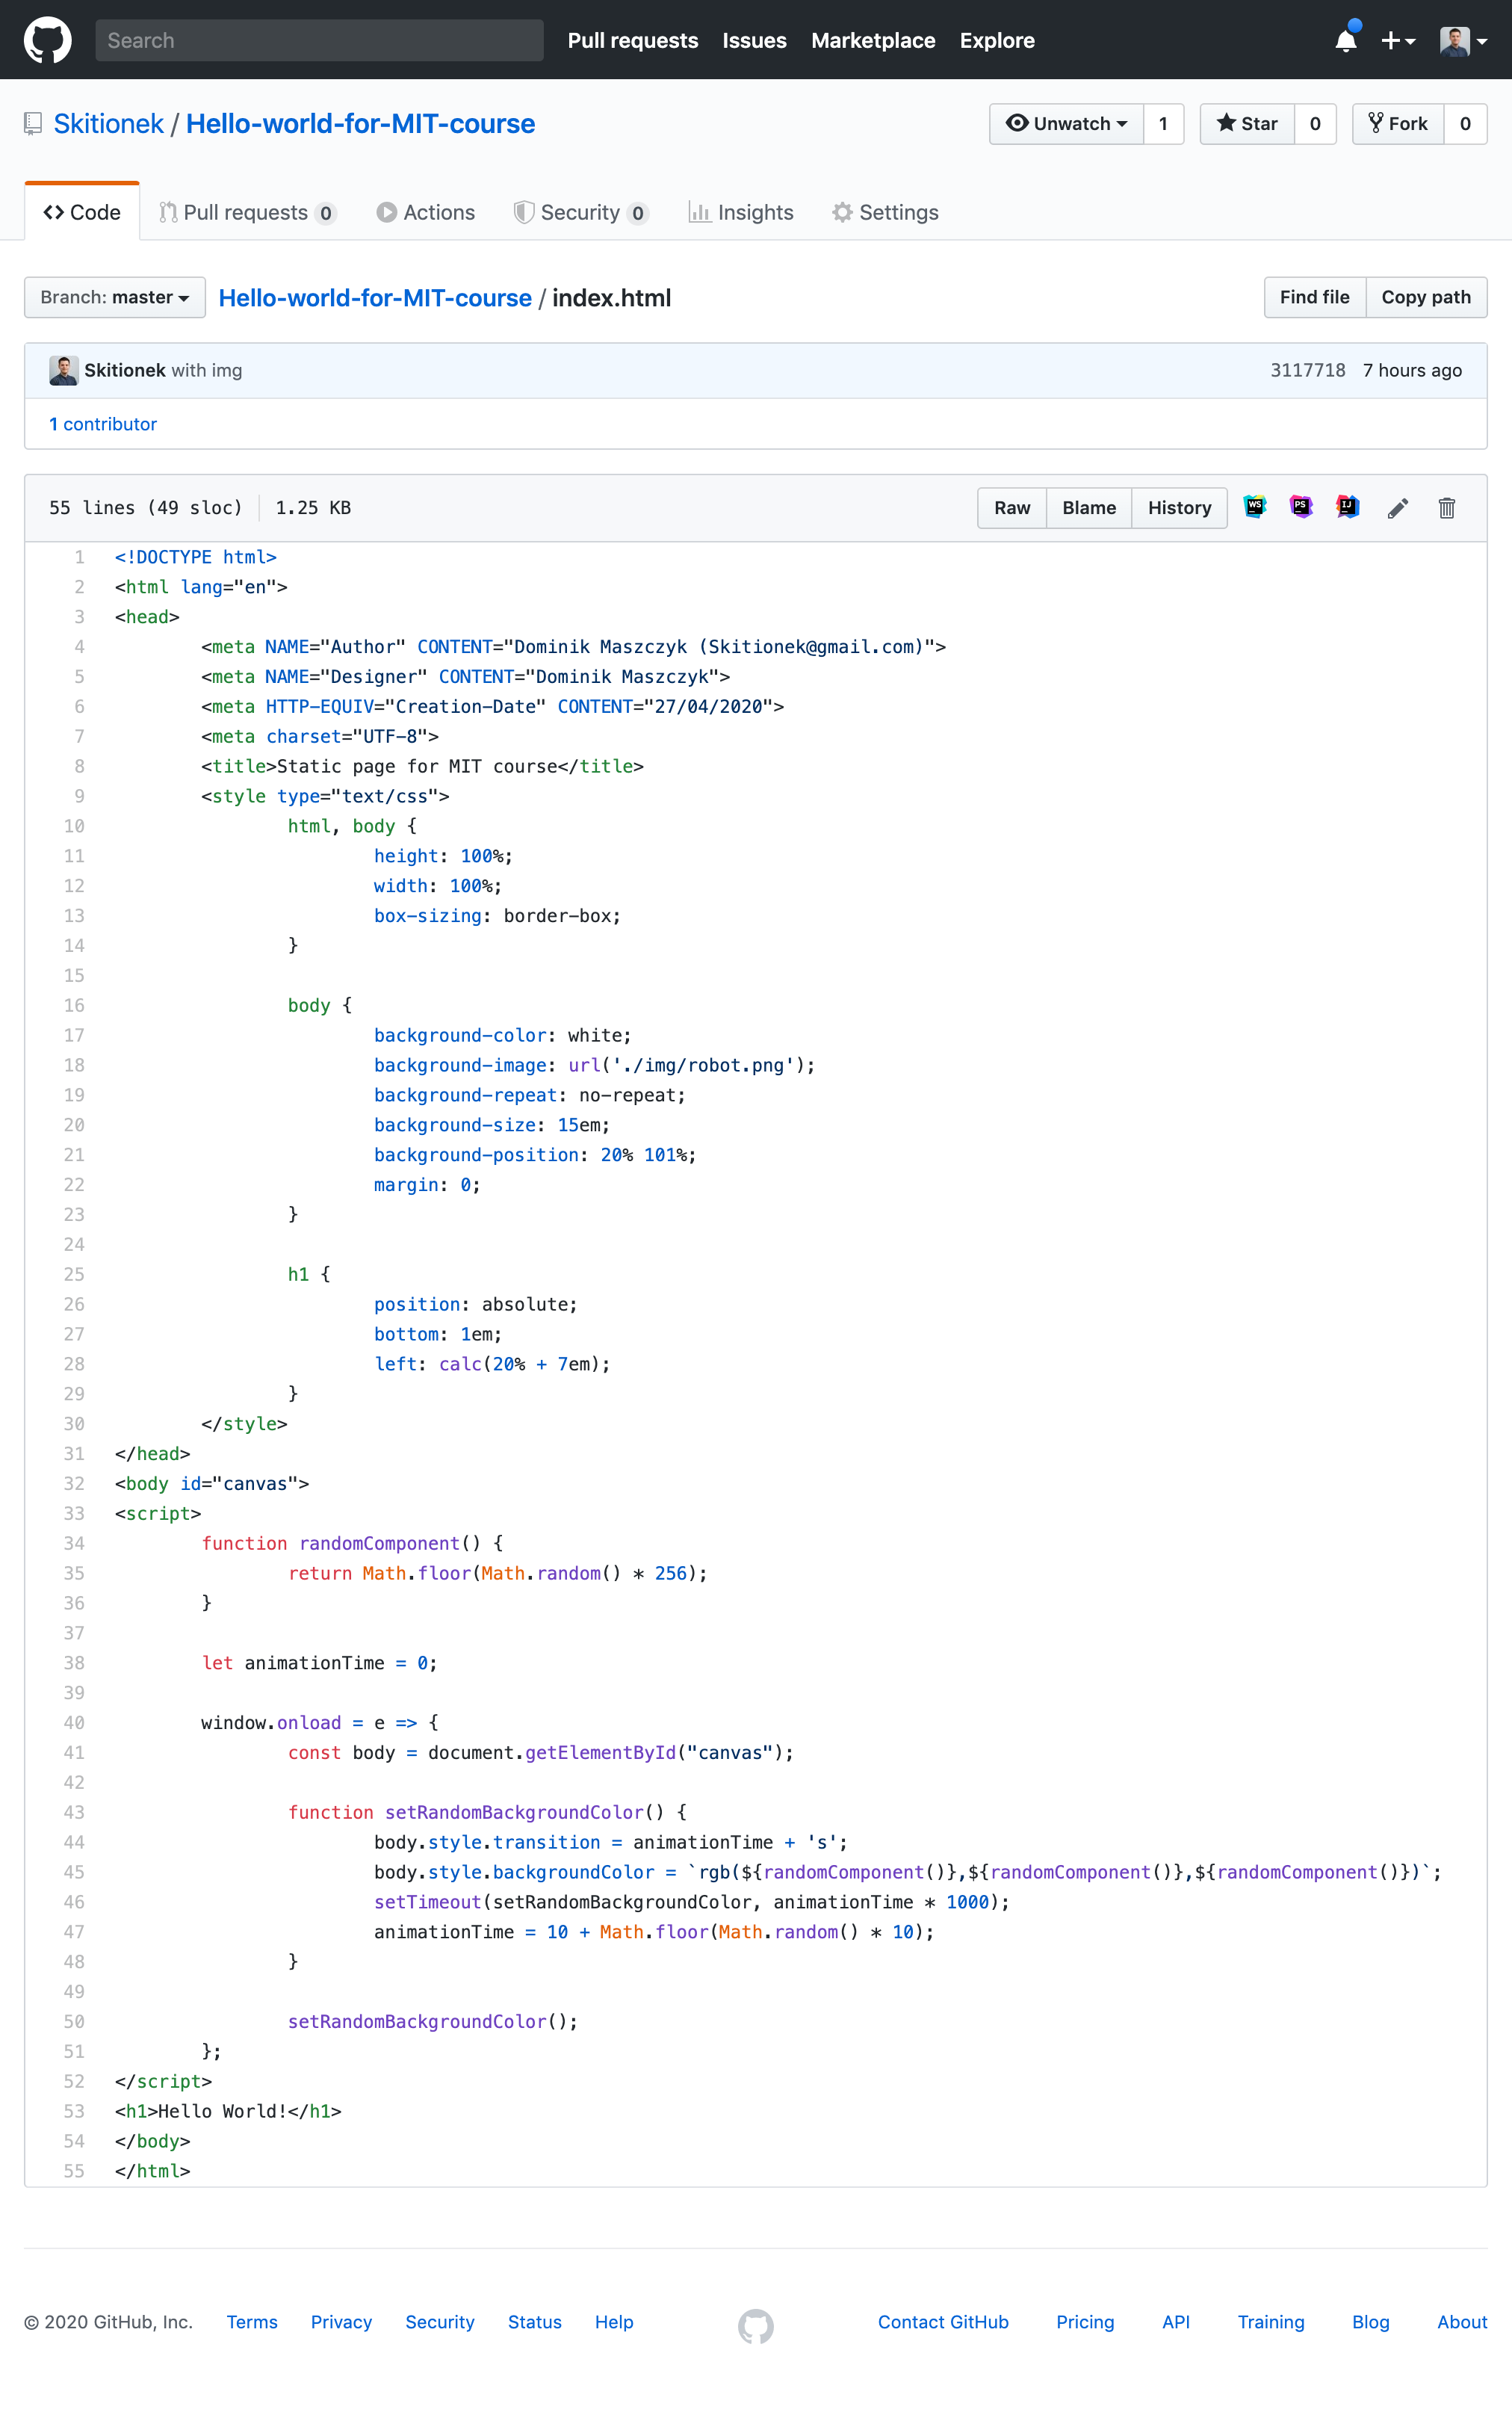 Search Pull requests Issues Marketplace Explore
Skitionek / Hello-world-for-MIT-course Unwatch 1 Star 0 Fork 0
Code Pull requests 0 Actions Security 0 Insights Settings
Branch: master Hello-world-for-MIT-course / index.html Find file Copy path
Skitionek with img 3117718 7 hours ago
1 contributor
55 lines (49 sloc) 1.25 KB Raw Blame History WS PS IJ
1 <!DOCTYPE html>
2 <html lang="en">
3 <head>
4 <meta NAME="Author" CONTENT="Dominik Maszczyk (Skitionek@gmail.com)">
5 <meta NAME="Designer" CONTENT="Dominik Maszczyk">
6 <meta HTTP-EQUIV="Creation-Date" CONTENT="27/04/2020">
7 <meta charset="UTF-8">
8 <title>Static page for MIT course</title>
9 <style type="text/css">
10 html, body {
11 height: 100%;
12 width: 100%;
13 box-sizing: border-box;
14 }
15
16 body {
17 background-color: white;
18 background-image: url('./img/robot.png');
19 background-repeat: no-repeat;
20 background-size: 15em;
21 background-position: 20% 101%;
22 margin: 0;
23 }
24
25 h1 {
26 position: absolute;
27 bottom: 1em;
28 left: calc(20% + 7em);
29 }
30 </style>
31 </head>
32 <body id="canvas">
33 <script>
34 function randomComponent() {
35 return Math.floor(Math.random() * 256);
36 }
37
38 let animationTime = 0;
39
40 window.onload = e => {
41 const body = document.getElementById("canvas");
42
43 function setRandomBackgroundColor() {
44 body.style.transition = animationTime + 's';
45 body.style.backgroundColor = `rgb(${randomComponent()},${randomComponent()},${randomComponent()})`;
46 setTimeout(setRandomBackgroundColor, animationTime * 1000);
47 animationTime = 10 + Math.floor(Math.random() * 10);
48 }
49
50 setRandomBackgroundColor();
51 };
52 </script>
53 <h1>Hello World!</h1>
54 </body>
55 </html>
© 2020 GitHub, Inc. Terms Privacy Security Status Help Contact GitHub Pricing API Training Blog About